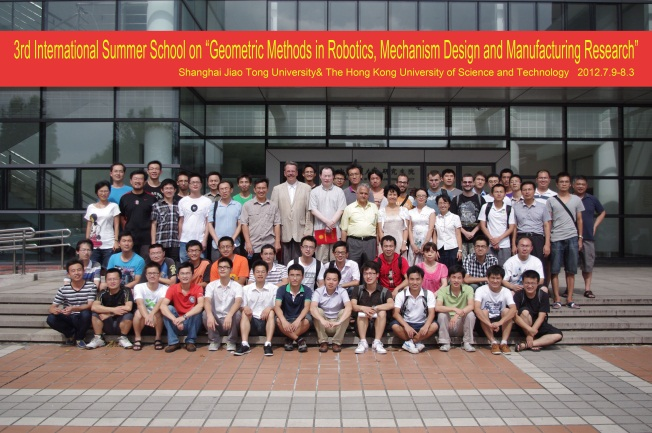 3rd International Summer School on “Geometric Methods in Robotics, Mechanism Design and Manufacturing Research”
Shanghai Jiao Tong University& The Hong Kong University of Science and Technology 2012.7.9-8.3